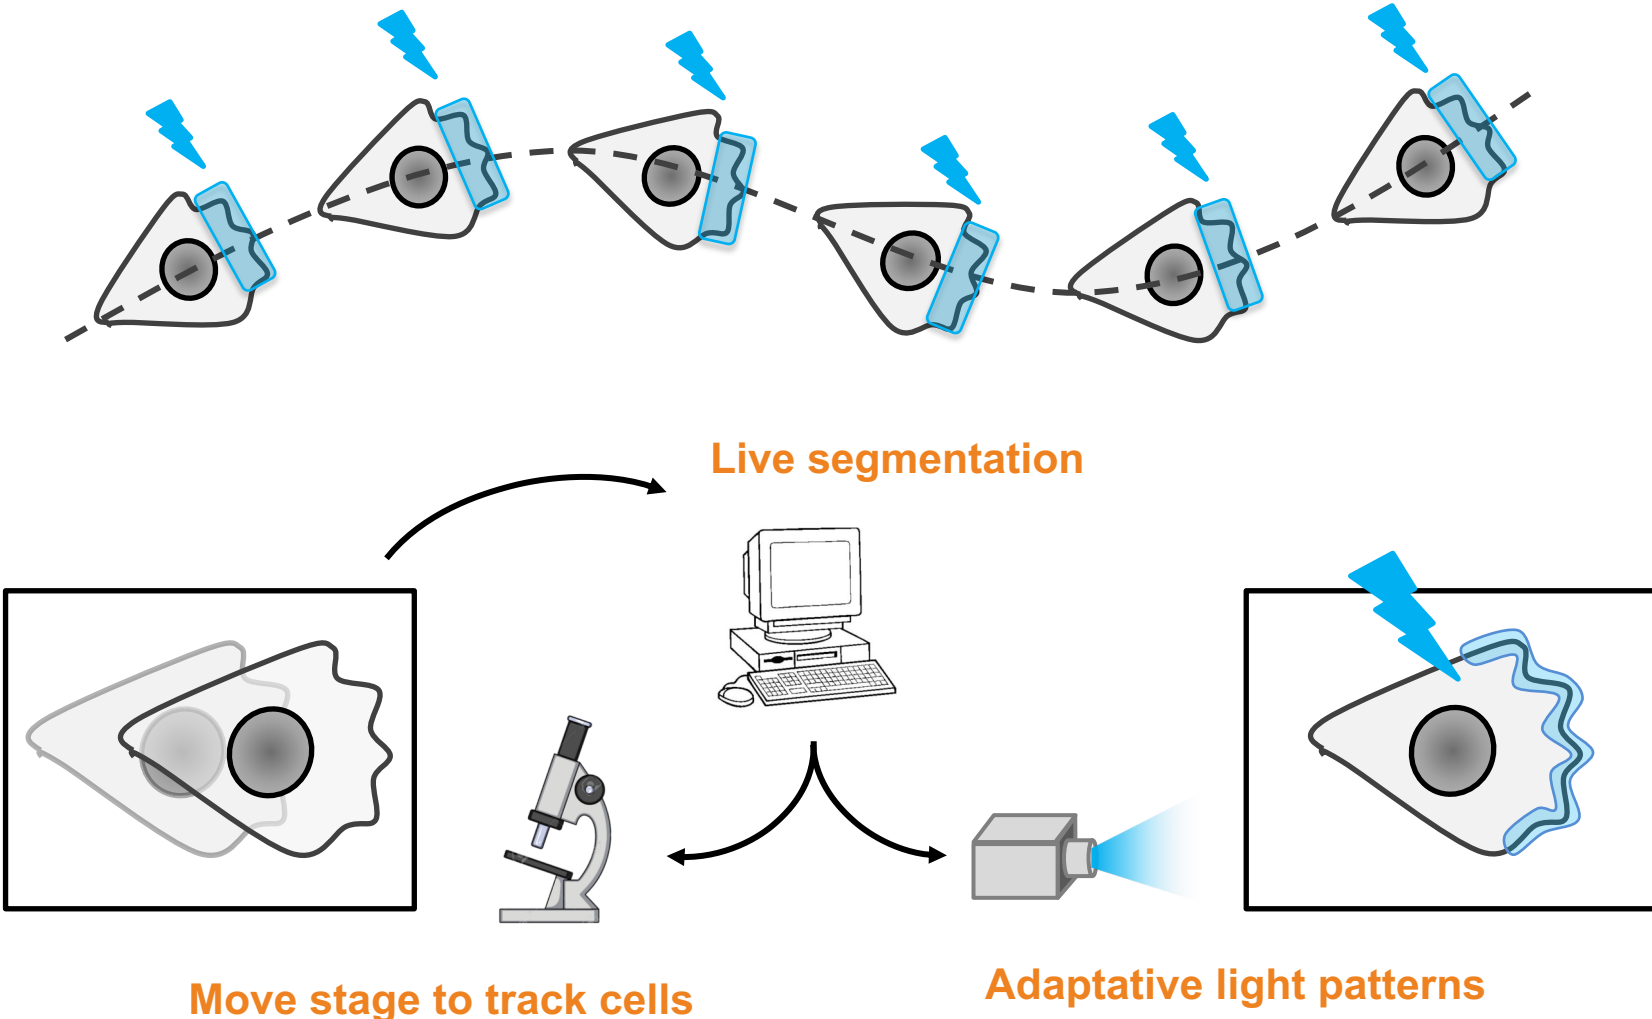 Live segmentation
Move stage to track cells
Adaptative light patterns